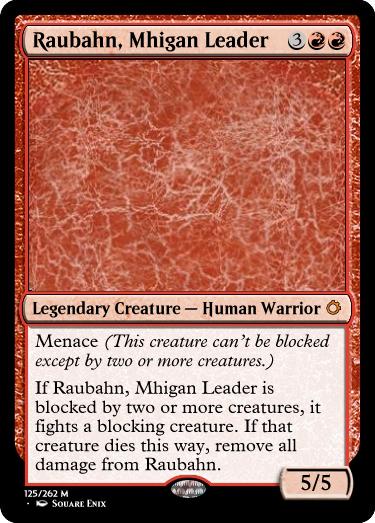 Raubahn, Mhigan Leader 3
Legendary Creature — Human Warrior
Menace (This creature can't be blocked
except by two or more creatures.)
If Raubahn, Mhigan Leader is
blocked by two or more creatures, it
fights a blocking creature. If that
creature dies this way, remove all
damage from Raubahn.
5/5
125/262 M
· Square Enix